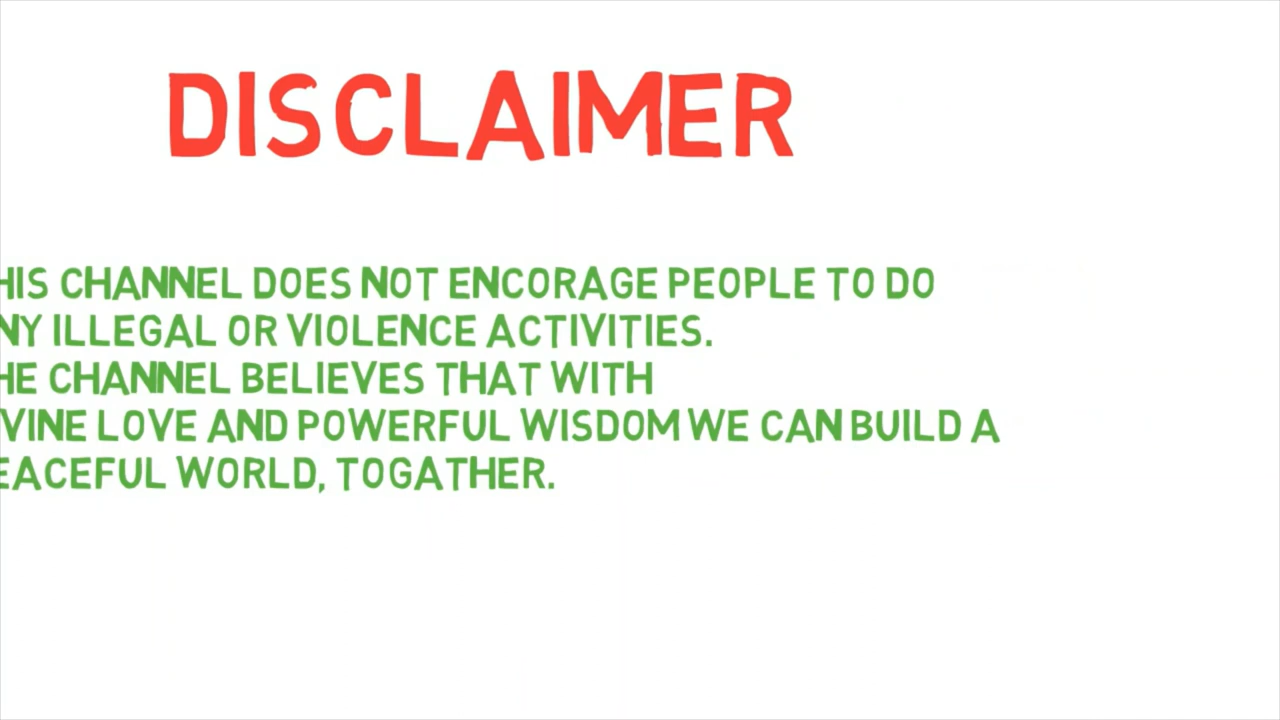 DISCLAIMER
HIS CHANNEL DOES NOT ENCORAGE PEOPLE TO DO
NY ILLEGAL OR VIOLENCE ACTIVITIES.
HE CHANNEL BELIEVES THAT WITH
VINE LOVE AND POWERFUL WISDOM WE CAN BUILD A
EACEFUL WORLD, TOGATHER.